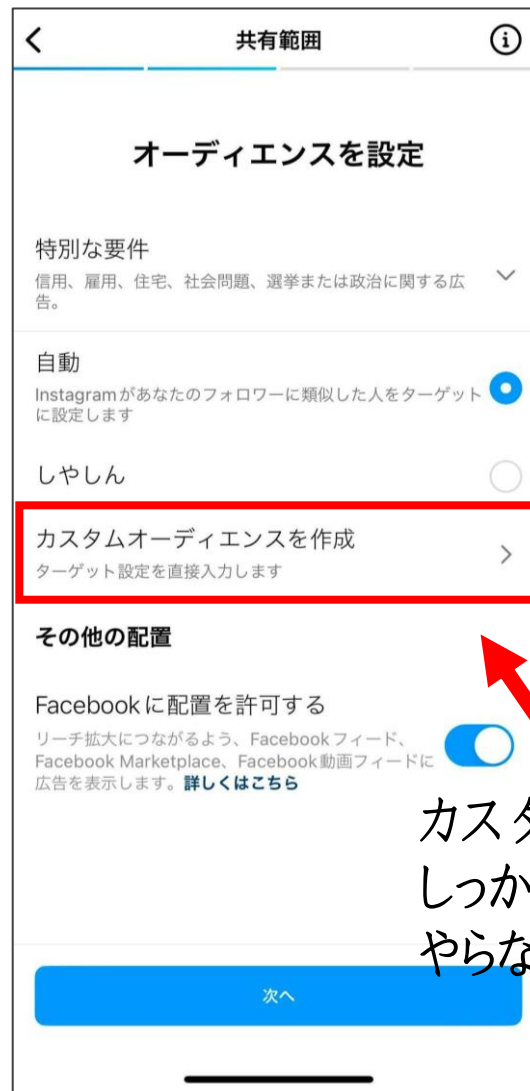 共有範囲
オーディエンスを設定
特別な要件
信用、雇用、住宅、社会問題、選挙または政治に関する広
告。
自動
Instagramがあなたのフォロワーに類似した人をターゲット
に設定します
しやしん
カスタムオーディエンスを作成
ターゲット設定を直接入力します
その他の配置
Facebookに配置を許可する
リーチ拡大につながるよう、Facebookフィード、
Facebook Marketplace、Facebook動画フィードに
広告を表示します。詳しくはこちら
カスタ
しっか
やらな
次へ